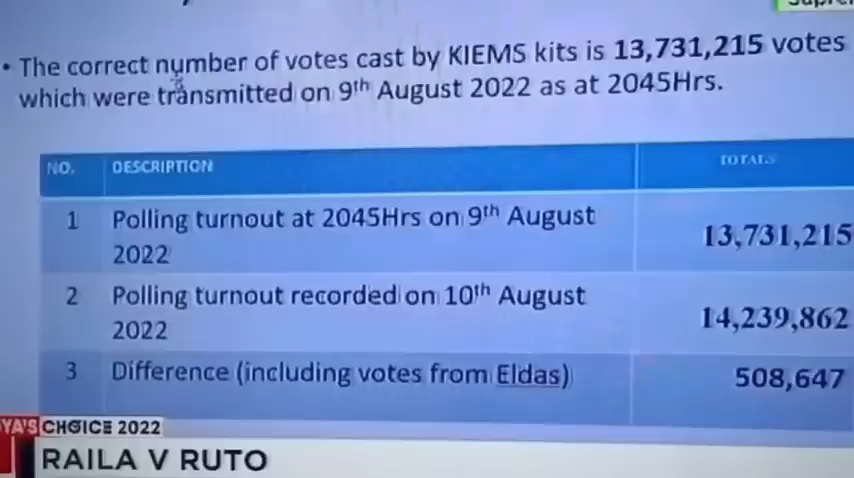 • The correct number of votes cast by KIEMS kits is 13,731,215 votes
which were transmitted on 9th August 2022 as at 2045Hrs.
NO. DESCRIPTION TOTALS
1 Polling turnout at 2045Hrs on 9th August
2022 13,731,215
2 Polling turnout recorded on 10th August
2022 14,239,862
3 Difference (including votes from Eldas) 508,647
YA'S CHOICE 2022
RAILA V RUTO